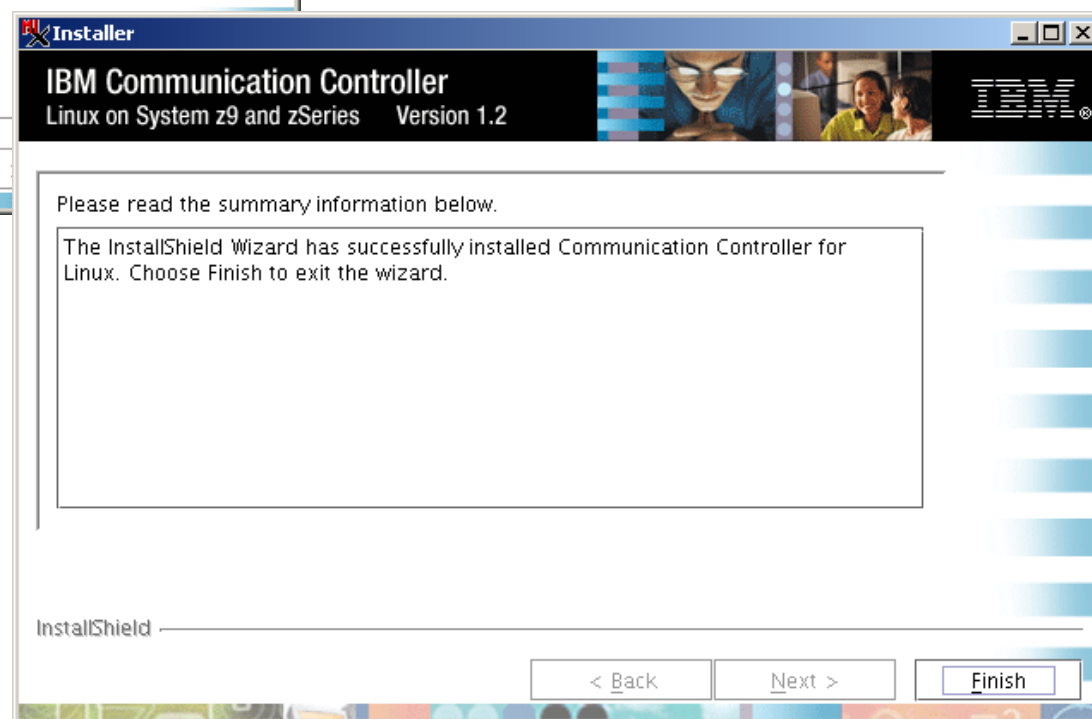 Installer
IBM Communication Controller
Linux on System z9 and zSeries Version 1.2
IBM®
Please read the summary information below.
The InstallShield Wizard has successfully installed Communication Controller for
Linux. Choose Finish to exit the wizard.
InstallShield
< Back Next > Finish